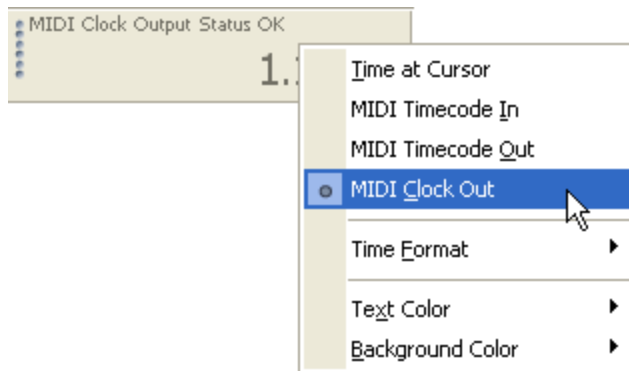 MIDI Clock Output Status OK
1.
Time at Cursor
MIDI Timecode In
MIDI Timecode Out
MIDI Clock Out
Time Format
Text Color
Background Color